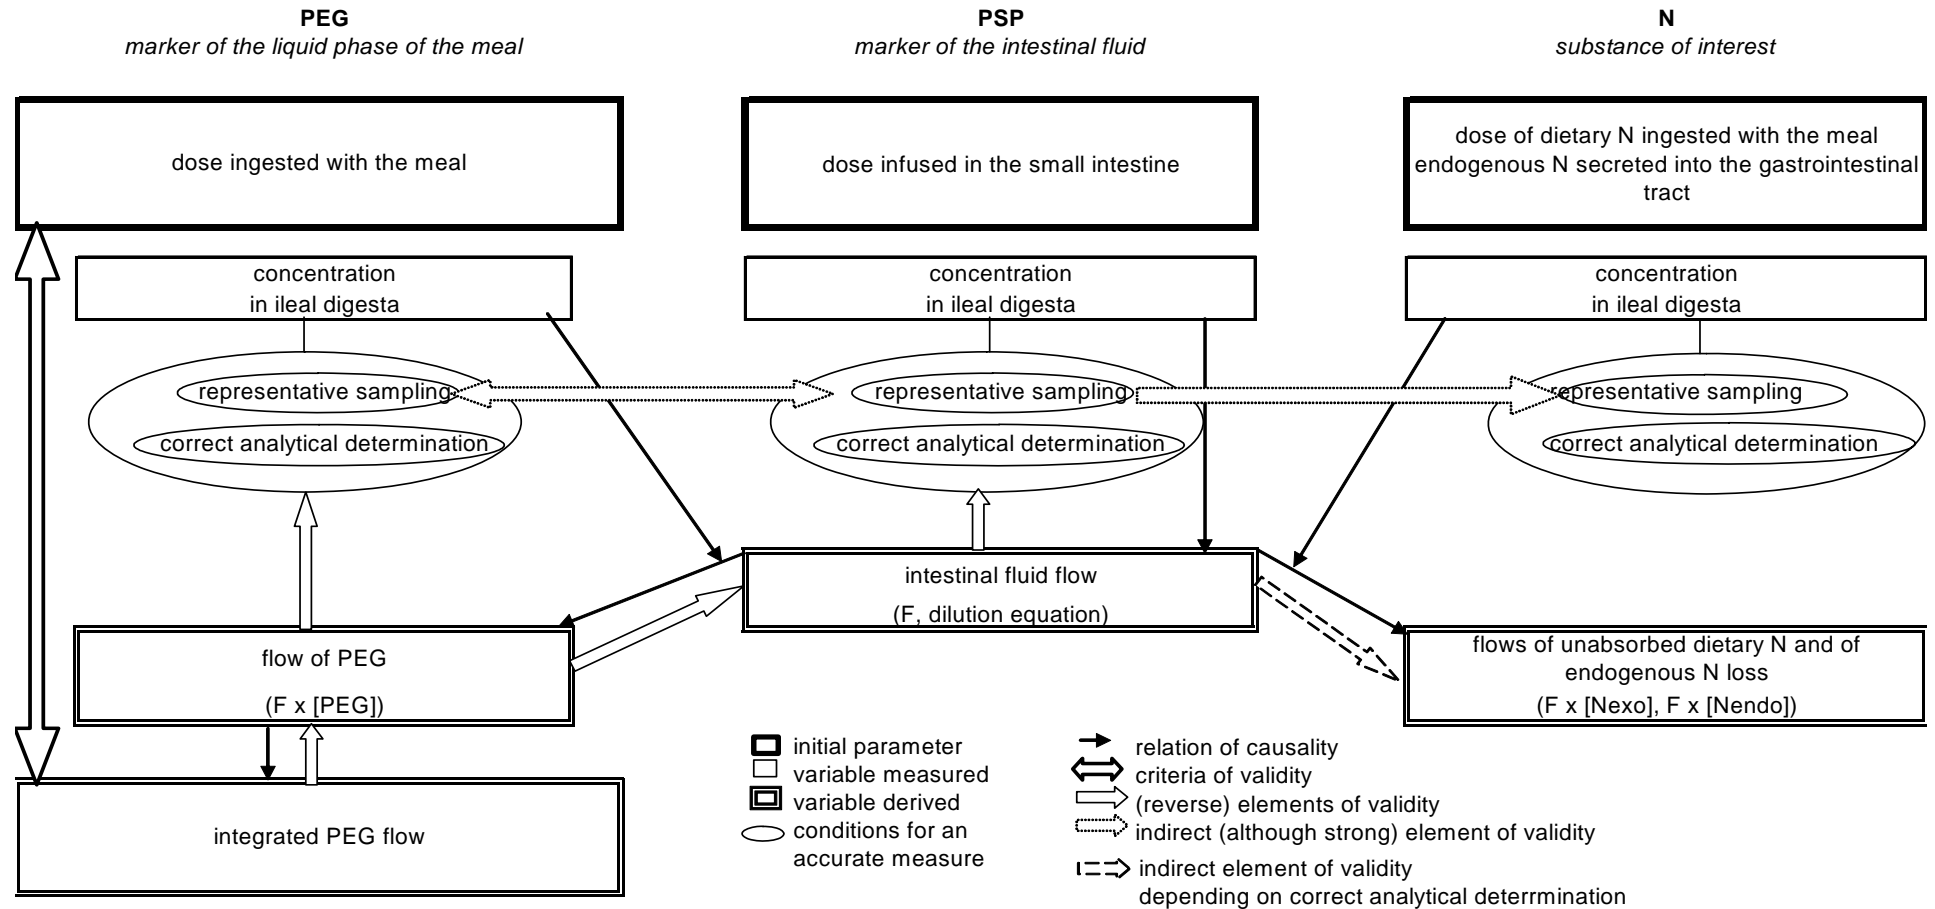 PEG
marker of the liquid phase of the meal
PSP
marker of the intestinal fluid
N
substance of interest
dose ingested with the meal
dose infused in the small intestine
dose of dietary N ingested with the meal
endogenous N secreted into the gastrointestinal
tract
concentration
in ileal digesta
concentration
in ileal digesta
concentration
in ileal digesta
representative sampling
correct analytical determination
representative sampling
correct analytical determination
representative sampling
correct analytical determination
intestinal fluid flow
(F, dilution equation)
flow of PEG
(F x [PEG])
flows of unabsorbed dietary N and of
endogenous N loss
(F x [Nexo], F x [Nendo])
integrated PEG flow
initial parameter
variable measured
variable derived
conditions for an
accurate measure
relation of causality
criteria of validity
(reverse) elements of validity
indirect (although strong) element of validity
indirect element of validity
depending on correct analytical deterrmination